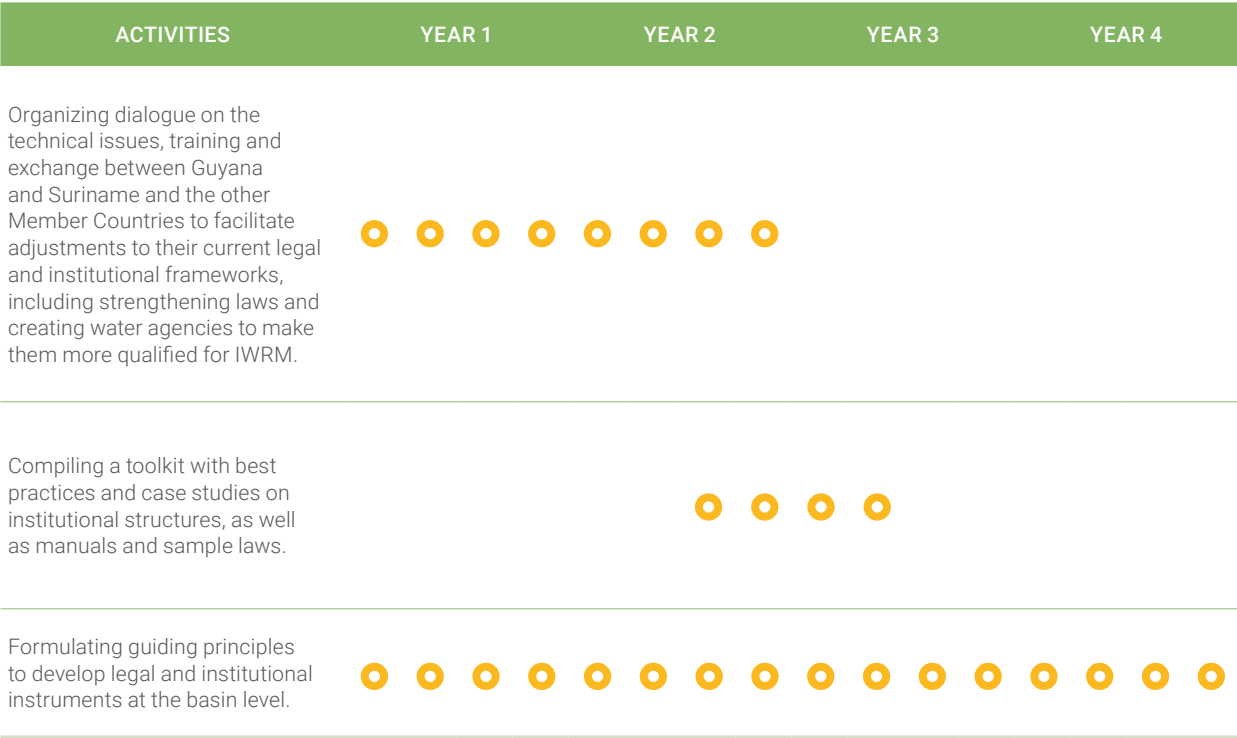 ACTIVITIES YEAR 1 YEAR 2 YEAR 3 YEAR 4
Organizing dialogue on the
technical issues, training and
exchange between Guyana
and Suriname and the other
Member Countries to facilitate
adjustments to their current legal
and institutional frameworks,
including strengthening laws and
creating water agencies to make
them more qualified for IWRM.
Compiling a toolkit with best
practices and case studies on
institutional structures, as well
as manuals and sample laws.
Formulating guiding principles
to develop legal and institutional
instruments at the basin level.